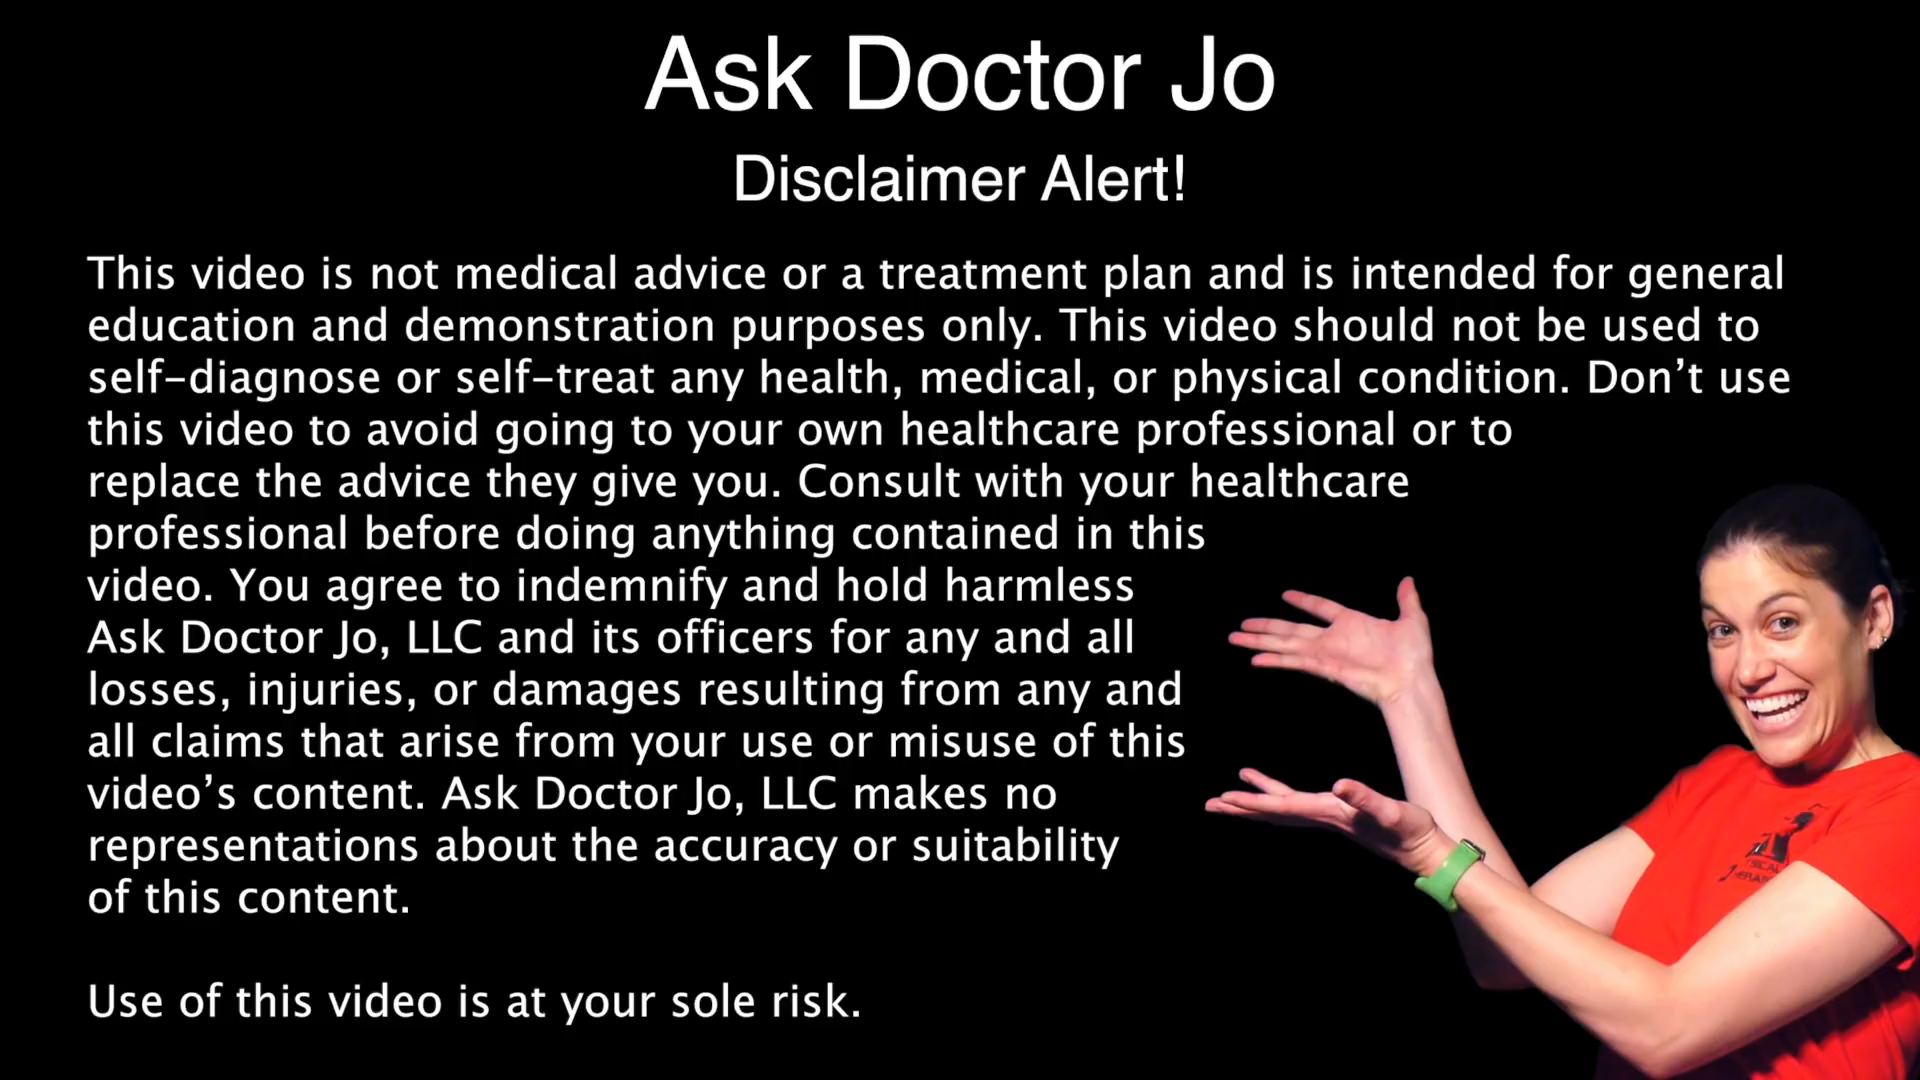 Ask Doctor Jo
Disclaimer Alert!
This video is not medical advice or a treatment plan and is intended for general
education and demonstration purposes only. This video should not be used to
self-diagnose or self-treat any health, medical, or physical condition. Don’t use
this video to avoid going to your own healthcare professional or to
replace the advice they give you. Consult with your healthcare
professional before doing anything contained in this
video. You agree to indemnify and hold harmless
Ask Doctor Jo, LLC and its officers for any and all
losses, injuries, or damages resulting from any and
all claims that arise from your use or misuse of this
video’s content. Ask Doctor Jo, LLC makes no
representations about the accuracy or suitability
of this content.
Use of this video is at your sole risk.